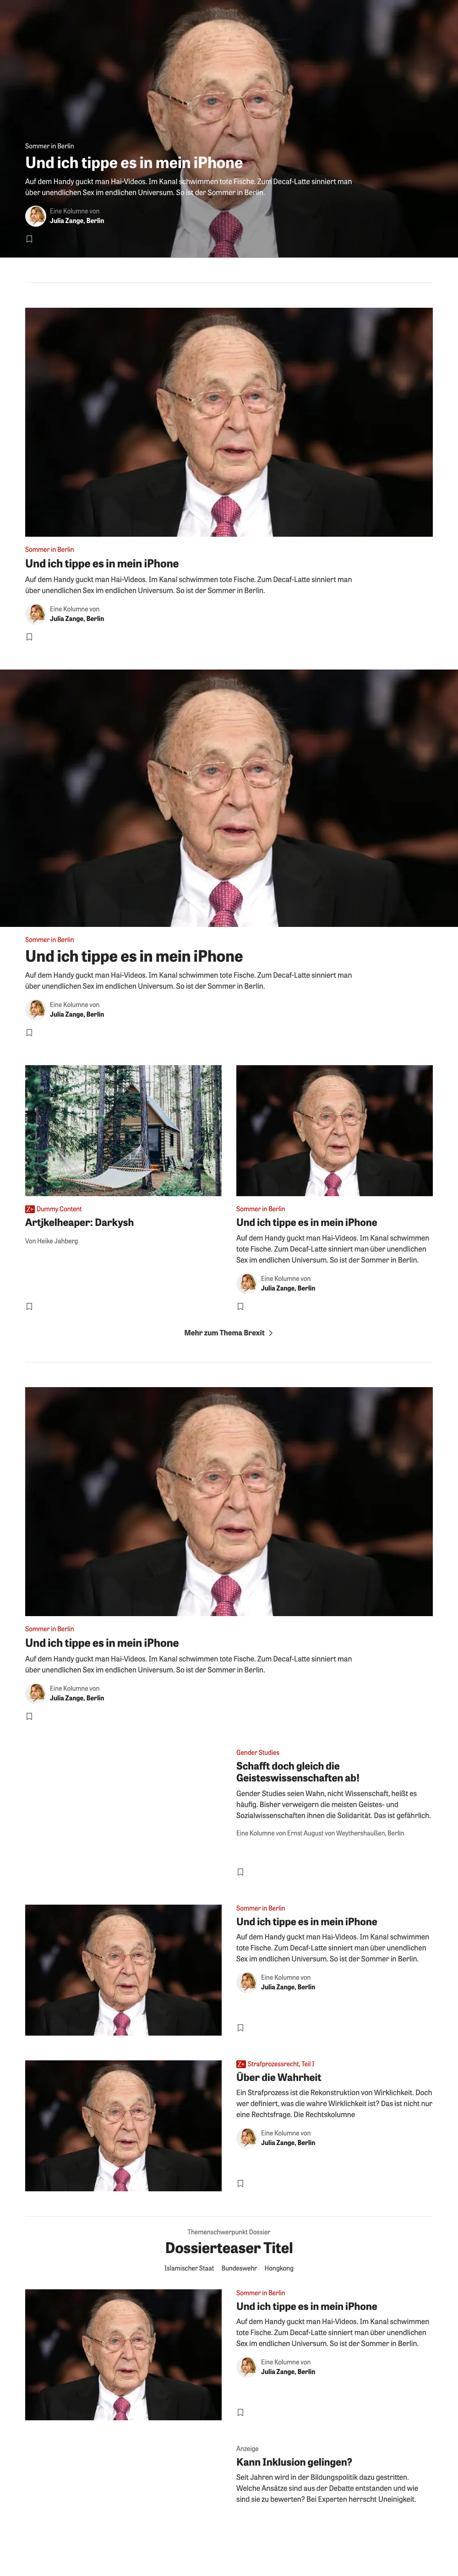 Sommer in Berlin
Und ich tippe es in mein iPhone
Auf dem Handy guckt man Hai-Videos. Im Kanal schwimmen tote Fische. Zum Decaf-Latte sinniert man
über unendlichen Sex im endlichen Universum. So ist der Sommer in Berlin.
Eine Kolumne von
Julia Zange, Berlin
Sommer in Berlin
Und ich tippe es in mein iPhone
Auf dem Handy guckt man Hai-Videos. Im Kanal schwimmen tote Fische. Zum Decaf-Latte sinniert man
über unendlichen Sex im endlichen Universum. So ist der Sommer in Berlin.
Eine Kolumne von
Julia Zange, Berlin
Sommer in Berlin
Und ich tippe es in mein iPhone
Auf dem Handy guckt man Hai-Videos. Im Kanal schwimmen tote Fische. Zum Decaf-Latte sinniert man
über unendlichen Sex im endlichen Universum. So ist der Sommer in Berlin.
Eine Kolumne von
Julia Zange, Berlin
Z+ Dummy Content
Artjkelheaper: Darkysh
Von Heike Jahberg
Sommer in Berlin
Und ich tippe es in mein iPhone
Auf dem Handy guckt man Hai-Videos. Im Kanal schwimmen
tote Fische. Zum Decaf-Latte sinniert man über unendlichen
Sex im endlichen Universum. So ist der Sommer in Berlin.
Eine Kolumne von
Julia Zange, Berlin
Mehr zum Thema Brexit
Sommer in Berlin
Und ich tippe es in mein iPhone
Auf dem Handy guckt man Hai-Videos. Im Kanal schwimmen tote Fische. Zum Decaf-Latte sinniert man
über unendlichen Sex im endlichen Universum. So ist der Sommer in Berlin.
Eine Kolumne von
Julia Zange, Berlin
Gender Studies
Schafft doch gleich die
Geisteswissenschaften ab!
Gender Studies seien Wahn, nicht Wissenschaft, heißt es
häufig. Bisher verweigern die meisten Geistes- und
Sozialwissenschaften ihnen die Solidarität. Das ist gefährlich.
Eine Kolumne von Ernst August von Weythershaußen, Berlin
Sommer in Berlin
Und ich tippe es in mein iPhone
Auf dem Handy guckt man Hai-Videos. Im Kanal schwimmen
tote Fische. Zum Decaf-Latte sinniert man über unendlichen
Sex im endlichen Universum. So ist der Sommer in Berlin.
Eine Kolumne von
Julia Zange, Berlin
Z+ Strafprozessrecht, Teil I
Über die Wahrheit
Ein Strafprozess ist die Rekonstruktion von Wirklichkeit. Doch
wer definiert, was die wahre Wirklichkeit ist? Das ist nicht nur
eine Rechtsfrage. Die Rechtskolumne
Eine Kolumne von
Julia Zange, Berlin
Themenschwerpunkt Dossier
Dossierteaser Titel
Islamischer Staat Bundeswehr Hongkong
Sommer in Berlin
Und ich tippe es in mein iPhone
Auf dem Handy guckt man Hai-Videos. Im Kanal schwimmen
tote Fische. Zum Decaf-Latte sinniert man über unendlichen
Sex im endlichen Universum. So ist der Sommer in Berlin.
Eine Kolumne von
Julia Zange, Berlin
Anzeige
Kann Inklusion gelingen?
Seit Jahren wird in der Bildungspolitik dazu gestritten.
Welche Ansätze sind aus der Debatte entstanden und wie
sind sie zu bewerten? Bei Experten herrscht Uneinigkeit.